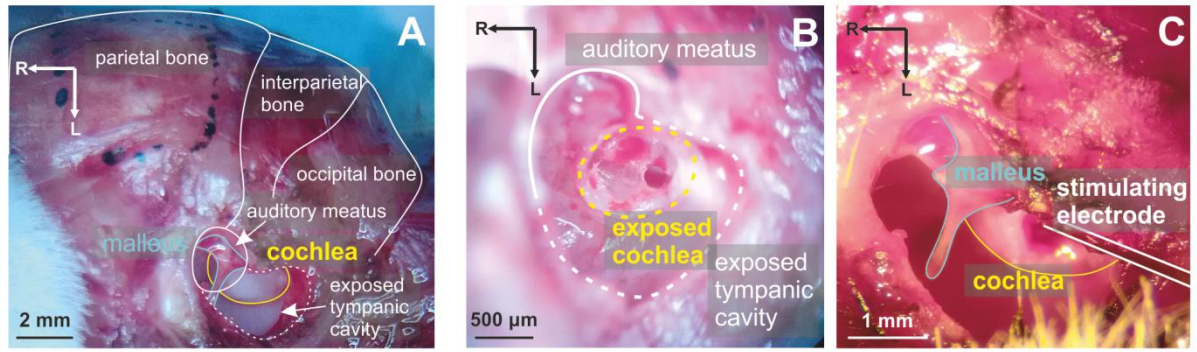 A
R
L
parietal bone
interparietal
bone
occipital bone
auditory meatus
malleus
cochlea
exposed
tympanic
cavity
2 mm
B
R
L
auditory meatus
exposed
cochlea
exposed
tympanic
cavity
500 µm
C
R
L
malleus
stimulating
electrode
cochlea
1 mm